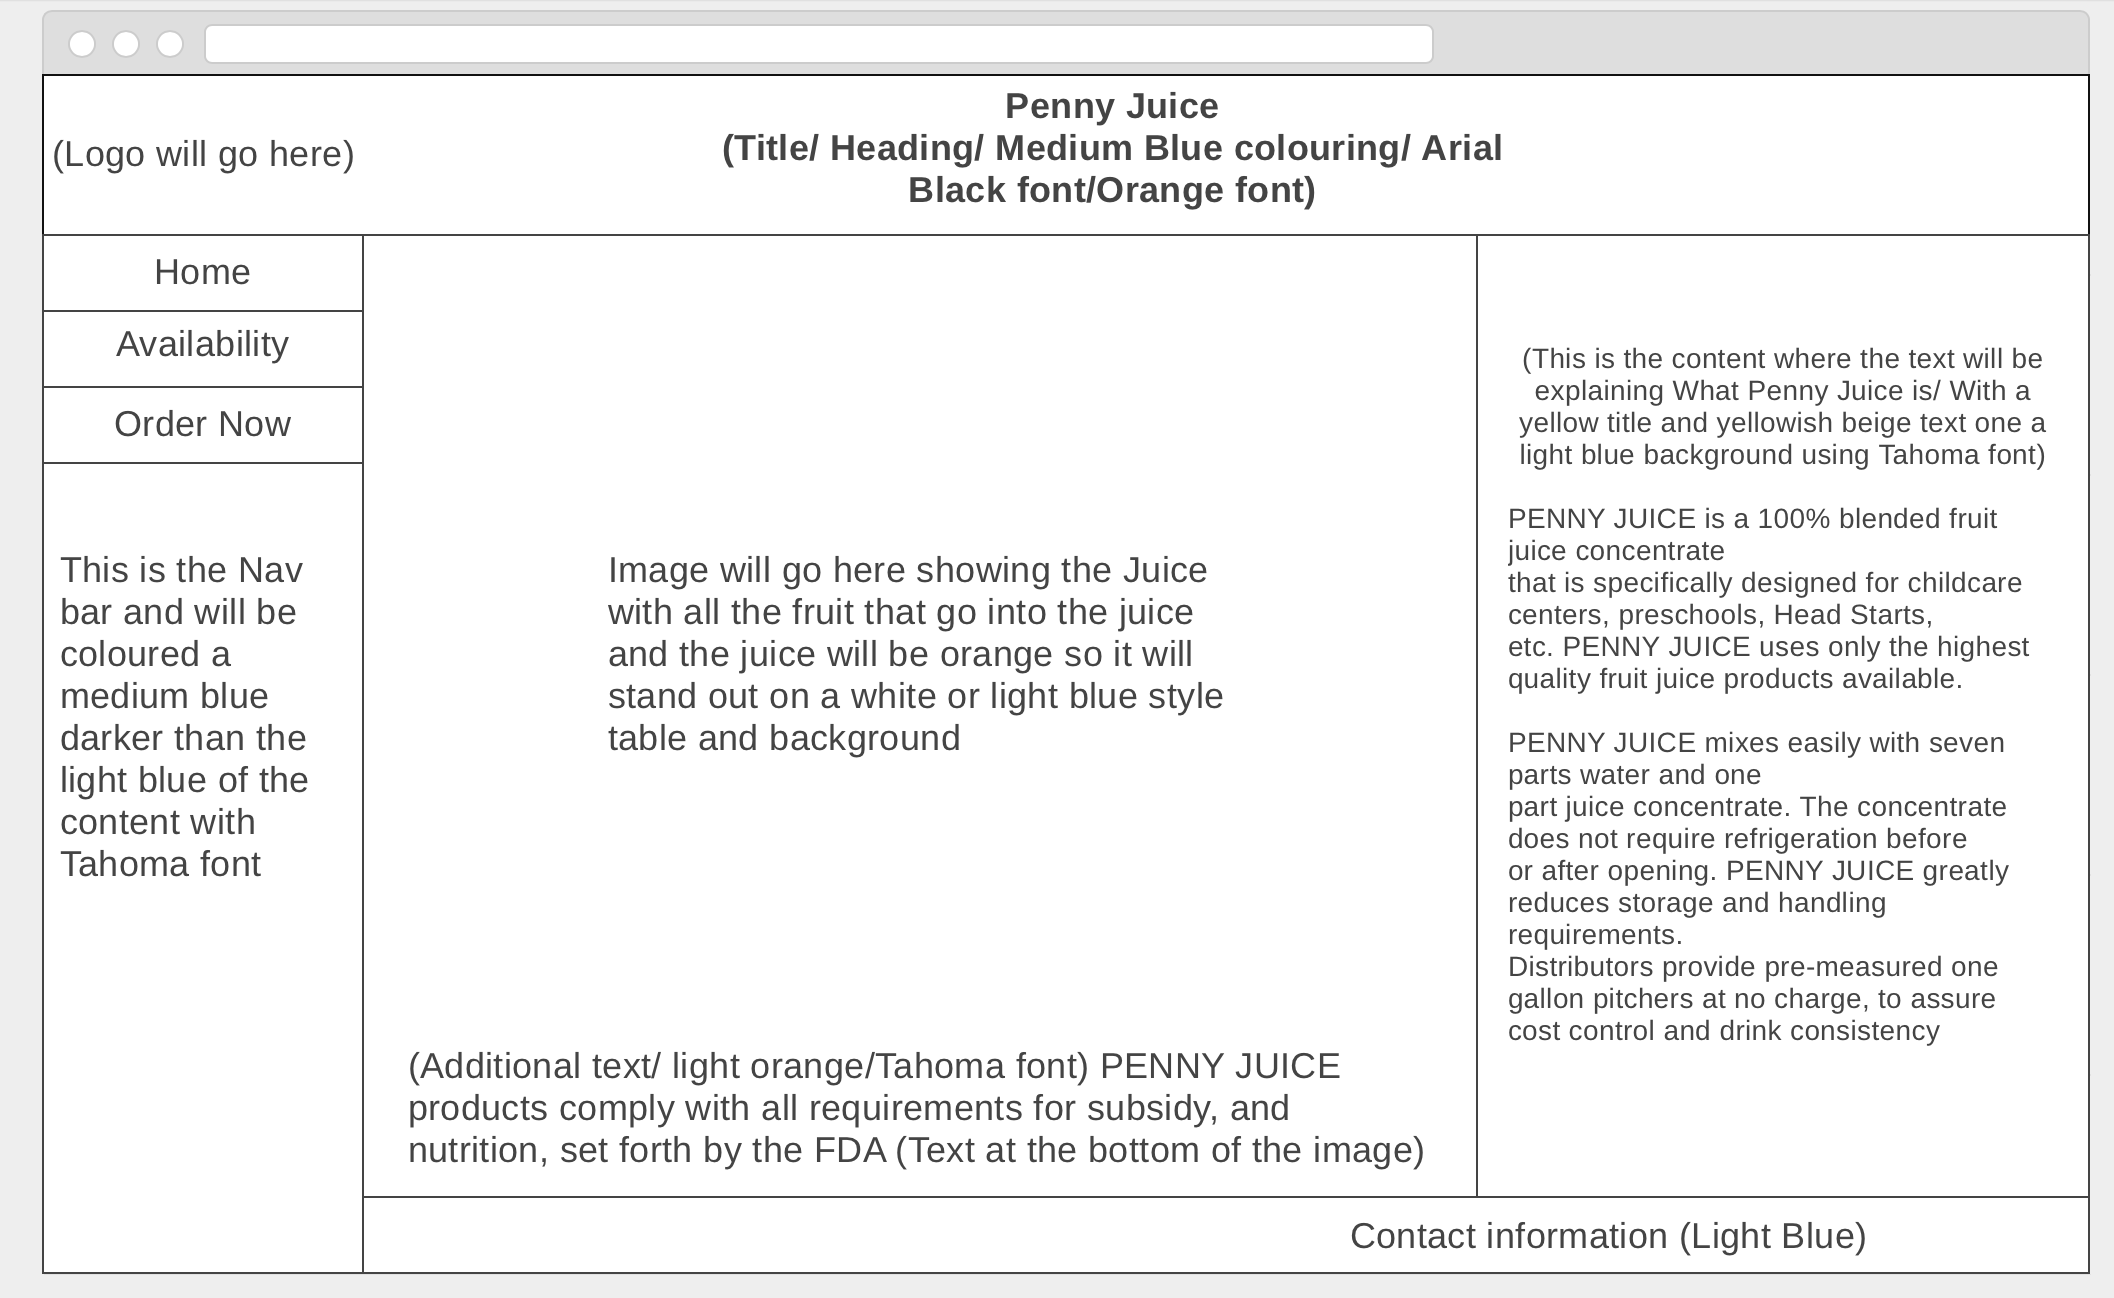 Penny Juice
(Title/ Heading/ Medium Blue colouring/ Arial
Black font/Orange font)
(Logo will go here)
Home
Availability
Order Now
This is the Nav
bar and will be
coloured a
medium blue
darker than the
light blue of the
content with
Tahoma font
Image will go here showing the Juice
with all the fruit that go into the juice
and the juice will be orange so it will
stand out on a white or light blue style
table and background
(Additional text/ light orange/Tahoma font) PENNY JUICE
products comply with all requirements for subsidy, and
nutrition, set forth by the FDA (Text at the bottom of the image)
(This is the content where the text will be
explaining What Penny Juice is/ With a
yellow title and yellowish beige text one a
light blue background using Tahoma font)
PENNY JUICE is a 100% blended fruit
juice concentrate
that is specifically designed for childcare
centers, preschools, Head Starts,
etc. PENNY JUICE uses only the highest
quality fruit juice products available.
PENNY JUICE mixes easily with seven
parts water and one
part juice concentrate. The concentrate
does not require refrigeration before
or after opening. PENNY JUICE greatly
reduces storage and handling
requirements.
Distributors provide pre-measured one
gallon pitchers at no charge, to assure
cost control and drink consistency
Contact information (Light Blue)